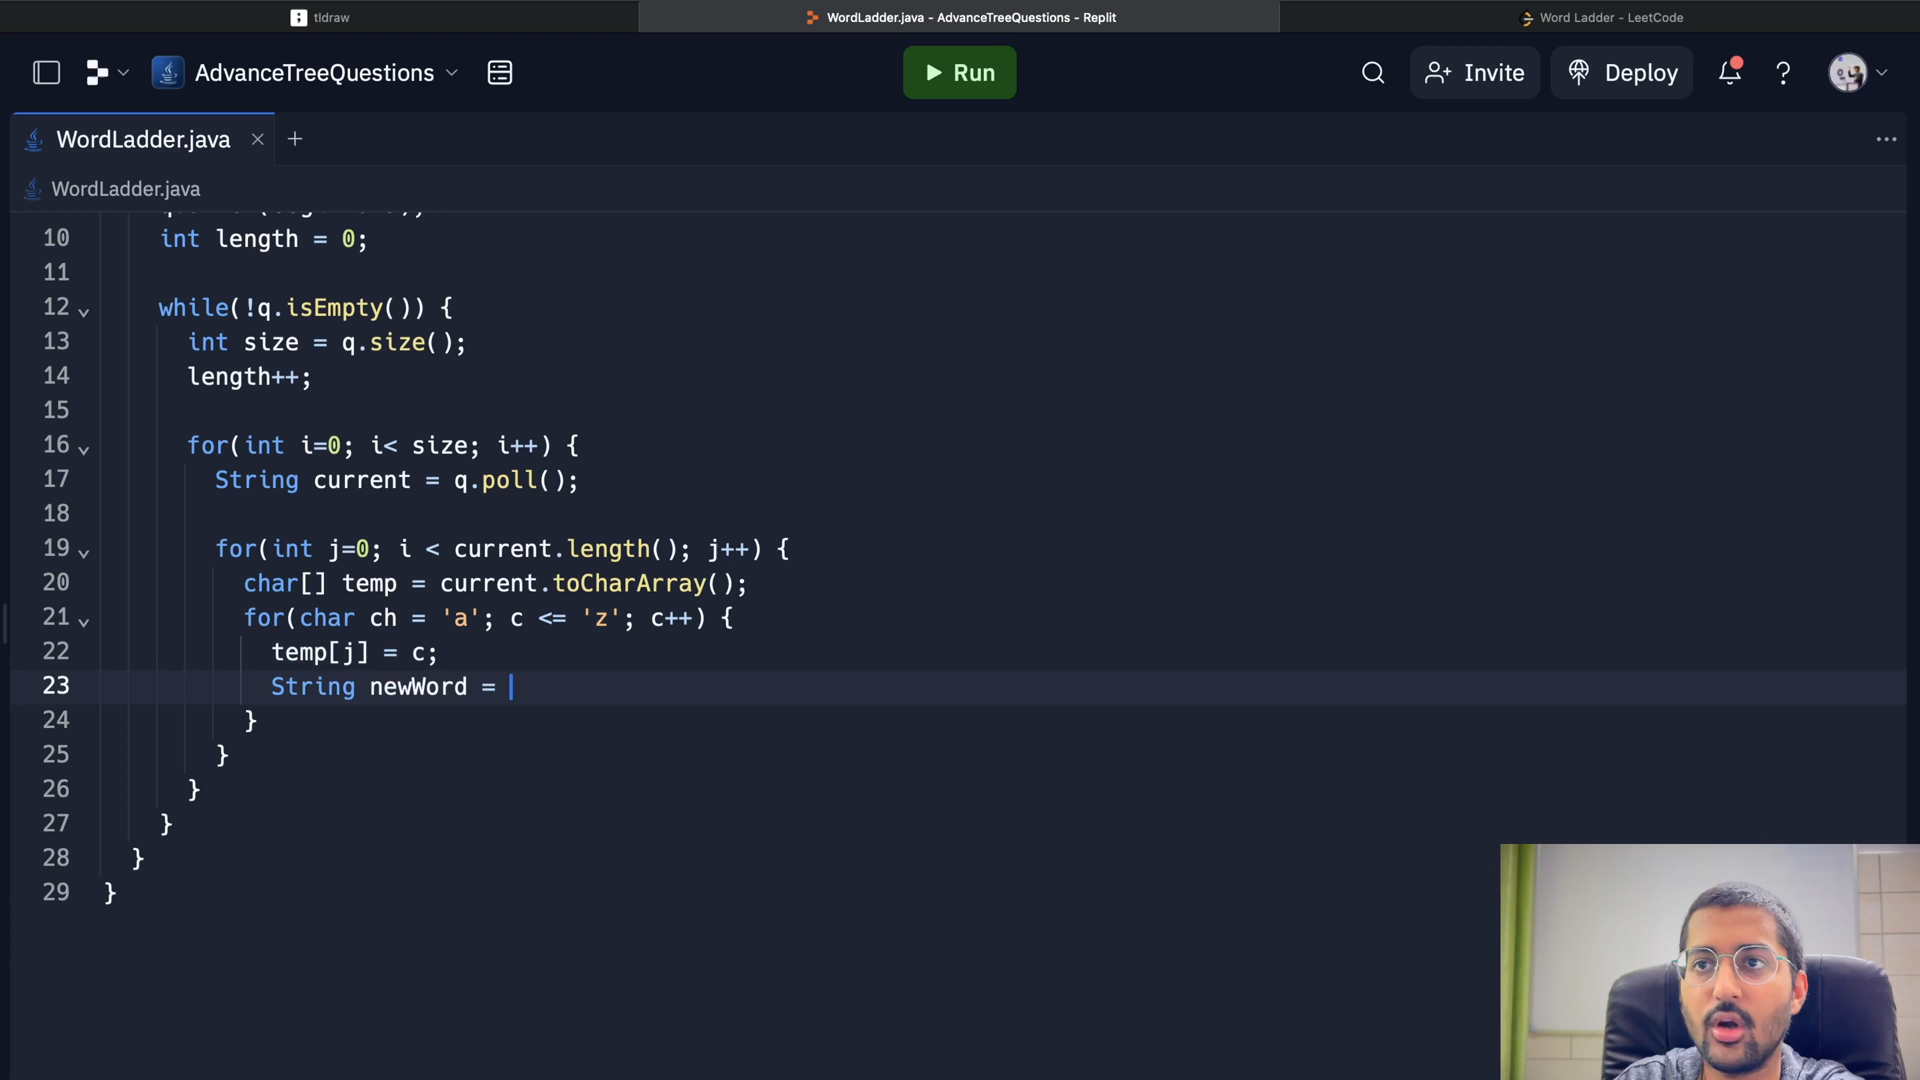 tldraw
WordLadder.java - AdvanceTreeQuestions - Replit
Word Ladder - LeetCode
AdvanceTreeQuestions
Run
Invite
Deploy
WordLadder.java
WordLadder.java
10 int length = 0;
11
12 while(!q.isEmpty()) {
13 int size = q.size();
14 length++;
15
16 for(int i=0; i< size; i++) {
17 String current = q.poll();
18
19 for(int j=0; i < current.length(); j++) {
20 char[] temp = current.toCharArray();
21 for(char ch = 'a'; c <= 'z'; c++) {
22 temp[j] = c;
23 String newWord =
24 }
25 }
26 }
27 }
28 }
29 }